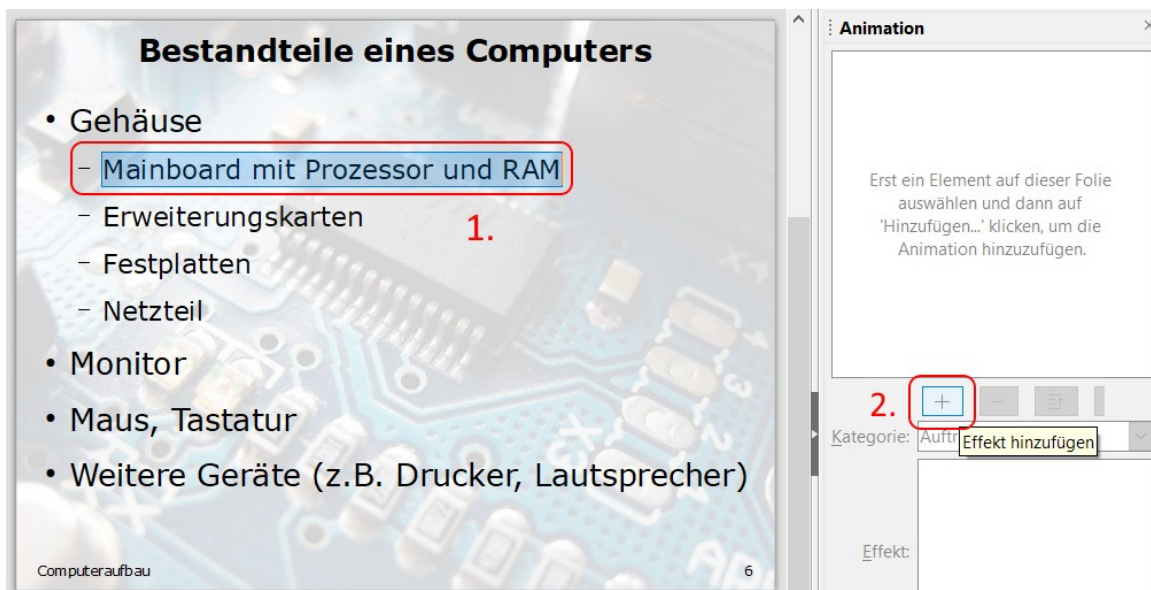 Bestandteile eines Computers
• Gehäuse
– Mainboard mit Prozessor und RAM
– Erweiterungskarten
1.
– Festplatten
– Netzteil
• Monitor
• Maus, Tastatur
• Weitere Geräte (z.B. Drucker, Lautsprecher)
Computeraufbau
6
Animation
Erst ein Element auf dieser Folie
auswählen und dann auf
'Hinzufügen...' klicken, um die
Animation hinzuzufügen.
2.
Kategorie:
Effekt hinzufügen
Effekt: